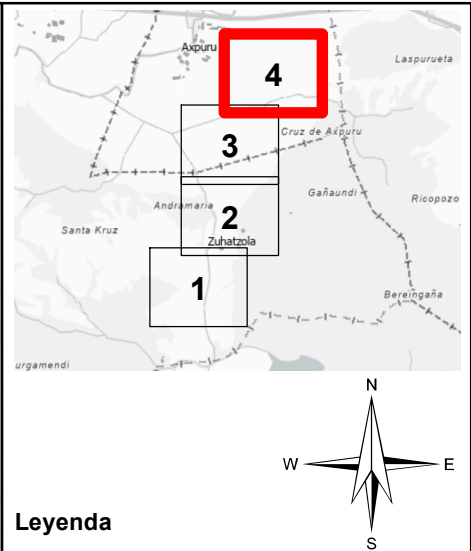 Axpuru
4
Laspurueta
3
Cruz de Axpuru
Gañaundi
Ricopozo
Andramaria
2
Santa Kruz
Zuhatzola
1
Bereingaña
urgamendi
N
W
E
S
Leyenda